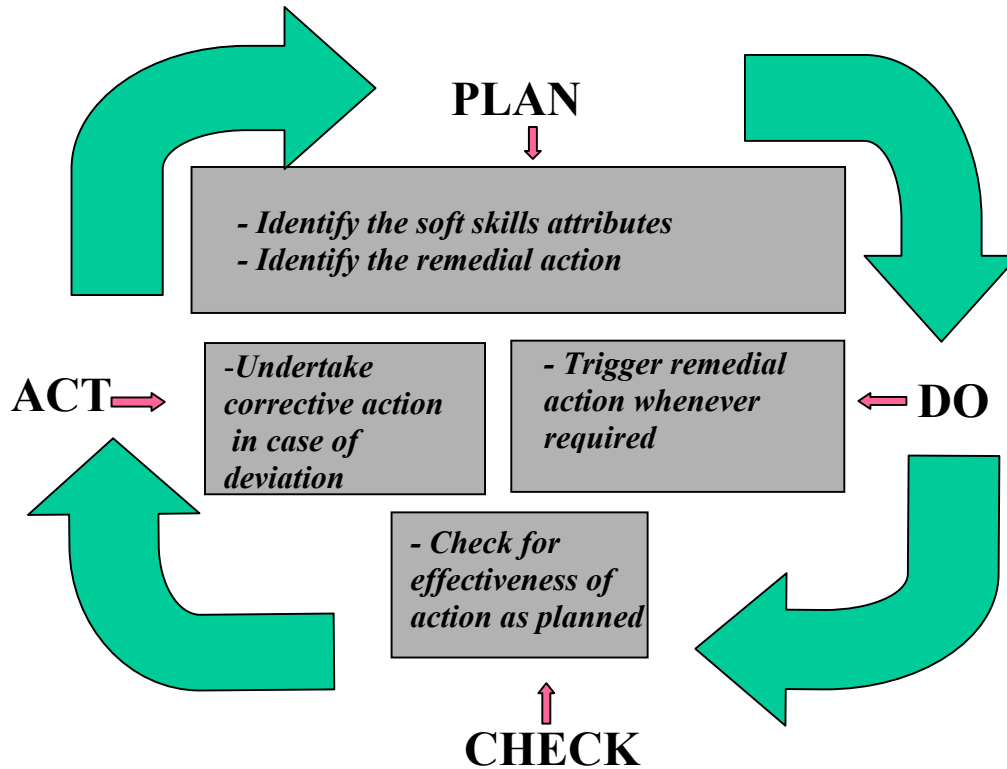 PLAN
- Identify the soft skills attributes
- Identify the remedial action
ACT
-Undertake
corrective action
in case of
deviation
- Trigger remedial
action whenever
required
DO
- Check for
effectiveness of
action as planned
CHECK